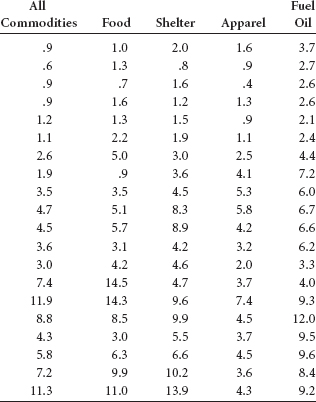 All Fuel
Commodities Food Shelter Apparel Oil
.9 1.0 2.0 1.6 3.7
.6 1.3 .8 .9 2.7
.9 .7 1.6 .4 2.6
.9 1.6 1.2 1.3 2.6
1.2 1.3 1.5 .9 2.1
1.1 2.2 1.9 1.1 2.4
2.6 5.0 3.0 2.5 4.4
1.9 .9 3.6 4.1 7.2
3.5 3.5 4.5 5.3 6.0
4.7 5.1 8.3 5.8 6.7
4.5 5.7 8.9 4.2 6.6
3.6 3.1 4.2 3.2 6.2
3.0 4.2 4.6 2.0 3.3
7.4 14.5 4.7 3.7 4.0
11.9 14.3 9.6 7.4 9.3
8.8 8.5 9.9 4.5 12.0
4.3 3.0 5.5 3.7 9.5
5.8 6.3 6.6 4.5 9.6
7.2 9.9 10.2 3.6 8.4
11.3 11.0 13.9 4.3 9.2